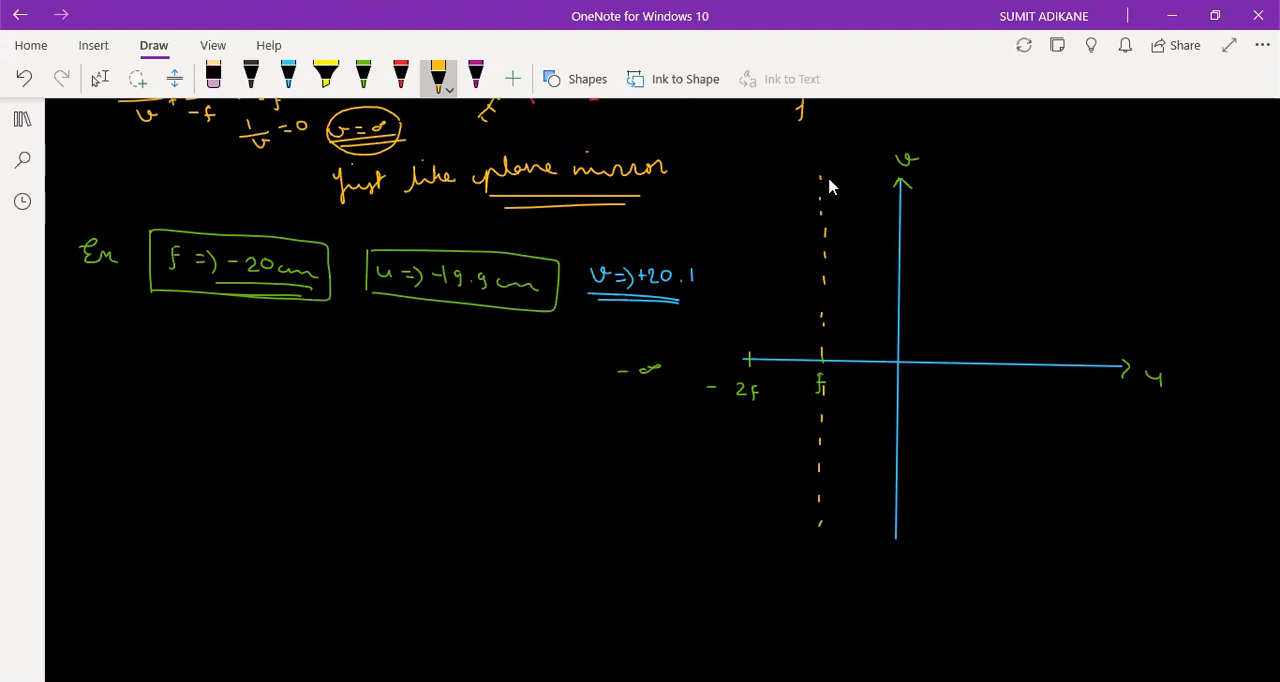 OneNote for Windows 10
SUMIT ADIKANE
Home Insert Draw View Help
Share
Shapes
Ink to Shape
Ink to Text
v + -f
1/v = 0 v = ∞
just like plane mirror
v
Ex f => -20cm u => -19.9cm v => +20.1
- ∞
- 2f f u